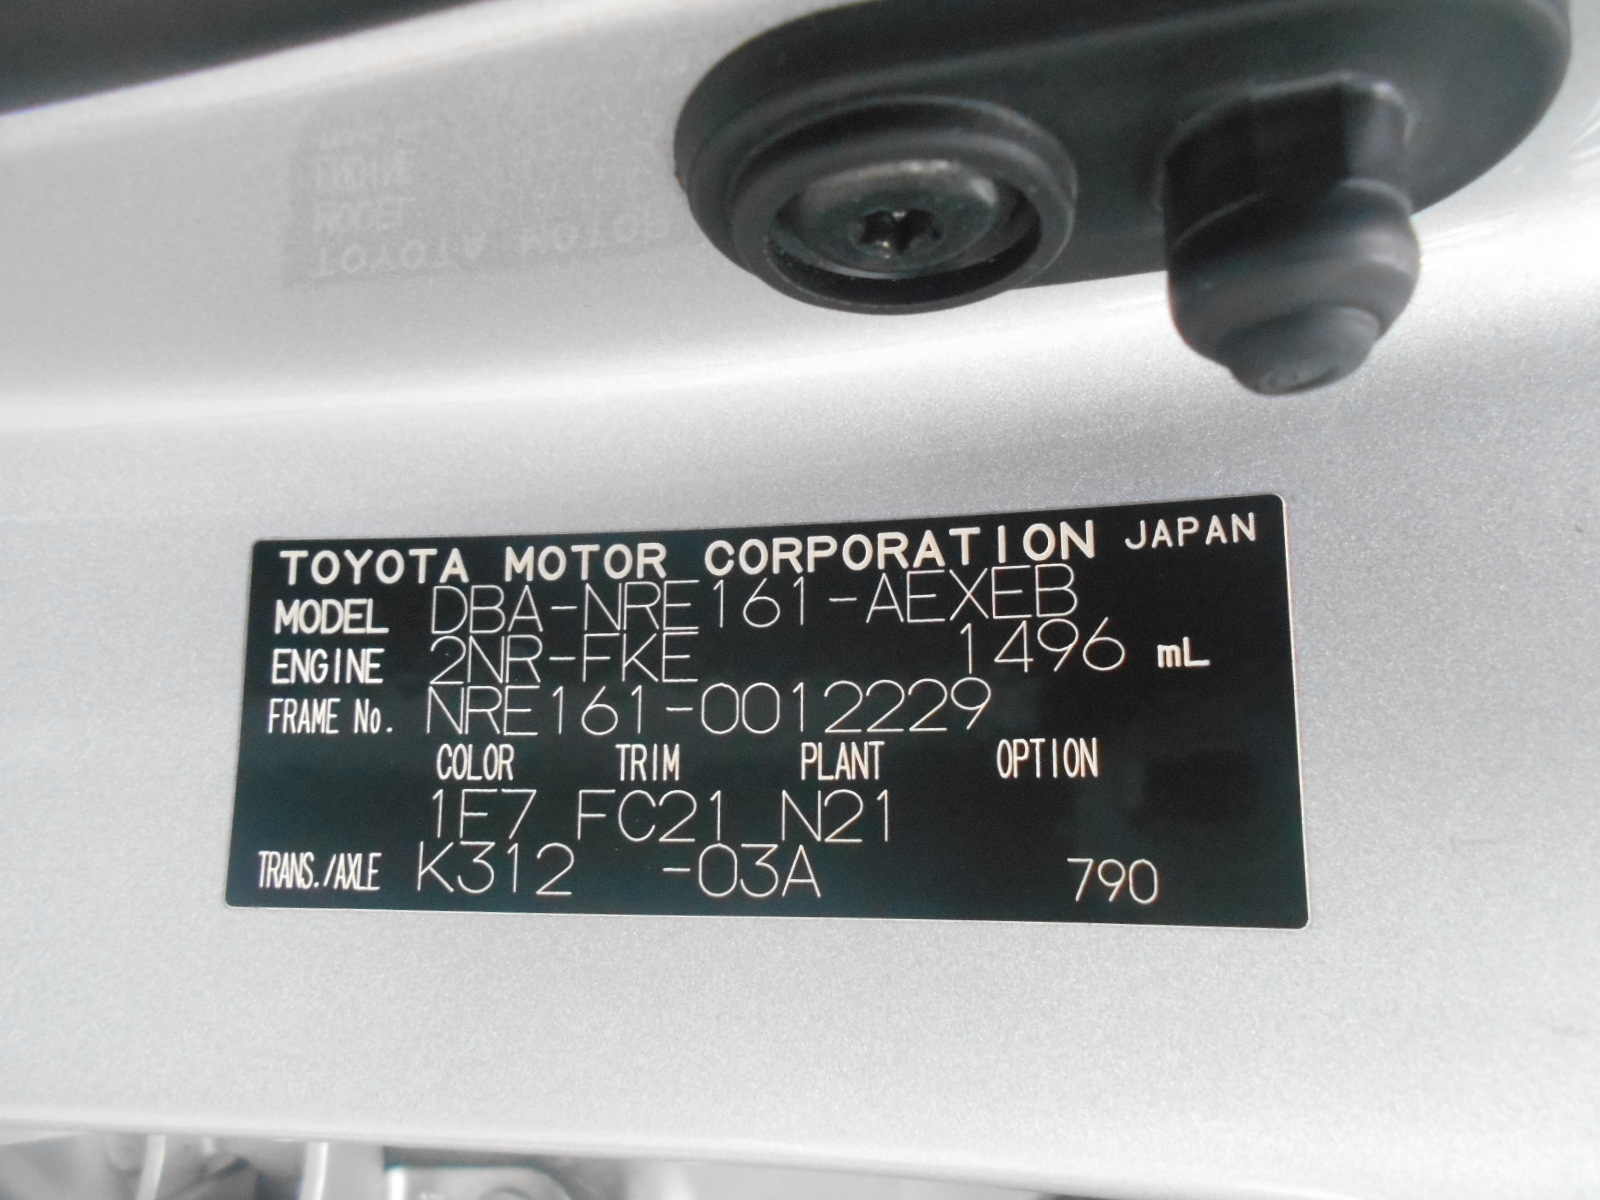 TOYOTA MOTOR CORPORATION JAPAN
MODEL DBA-NRE161-AEXEB
ENGINE 2NR-FKE 1496 mL
FRAME No. NRE161-0012229
COLOR TRIM PLANT OPTION
1F7 FC21 N21
TRANS./AXLE K312 -03A 790